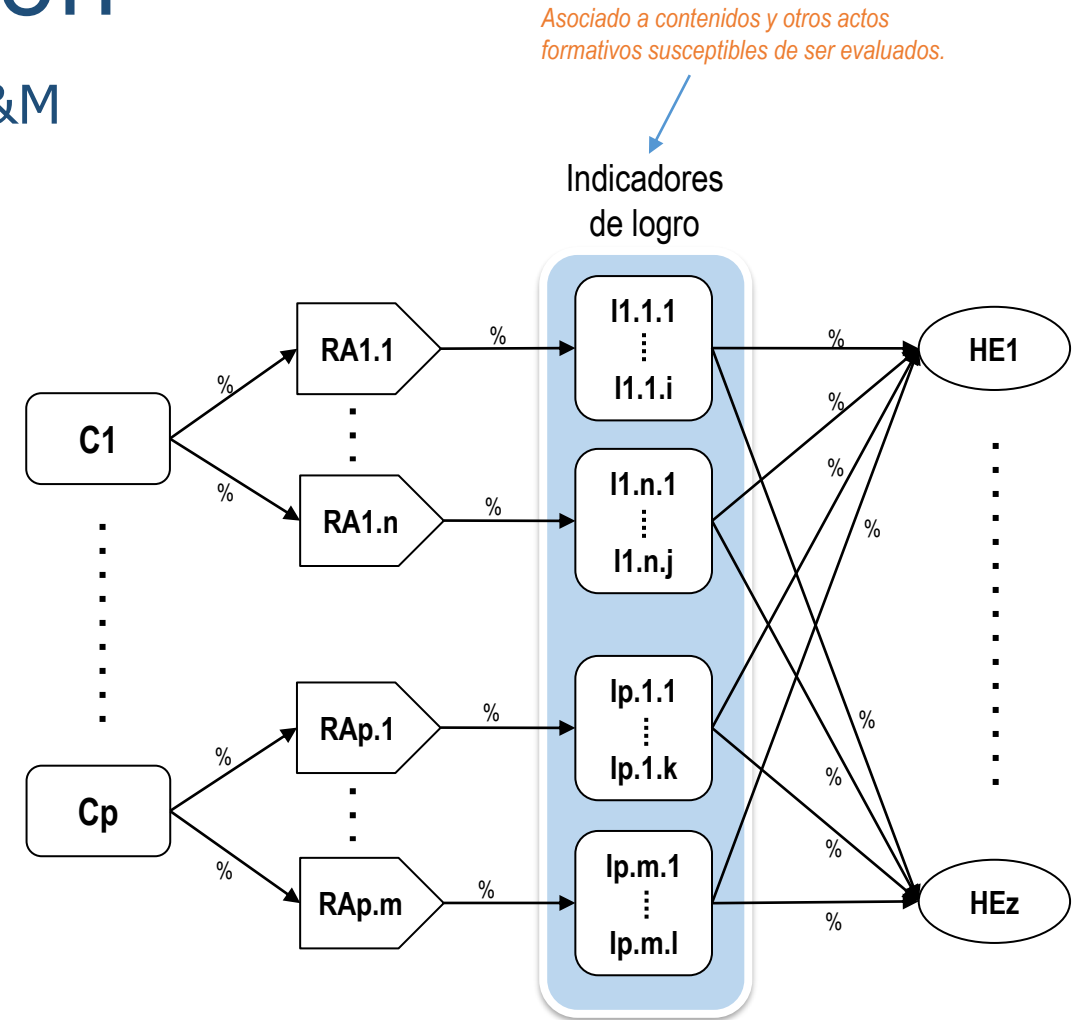 &M
Asociado a contenidos y otros actos
formativos susceptibles de ser evaluados.
Indicadores
de logro
C1
%
%
RA1.1
%
RA1.n
%
I1.1.1
I1.1.i
I1.n.1
I1.n.j
%
%
%
%
HE1
Cp
%
%
RAp.1
%
RAp.m
%
Ip.1.1
Ip.1.k
Ip.m.1
Ip.m.l
%
%
%
%
HEz